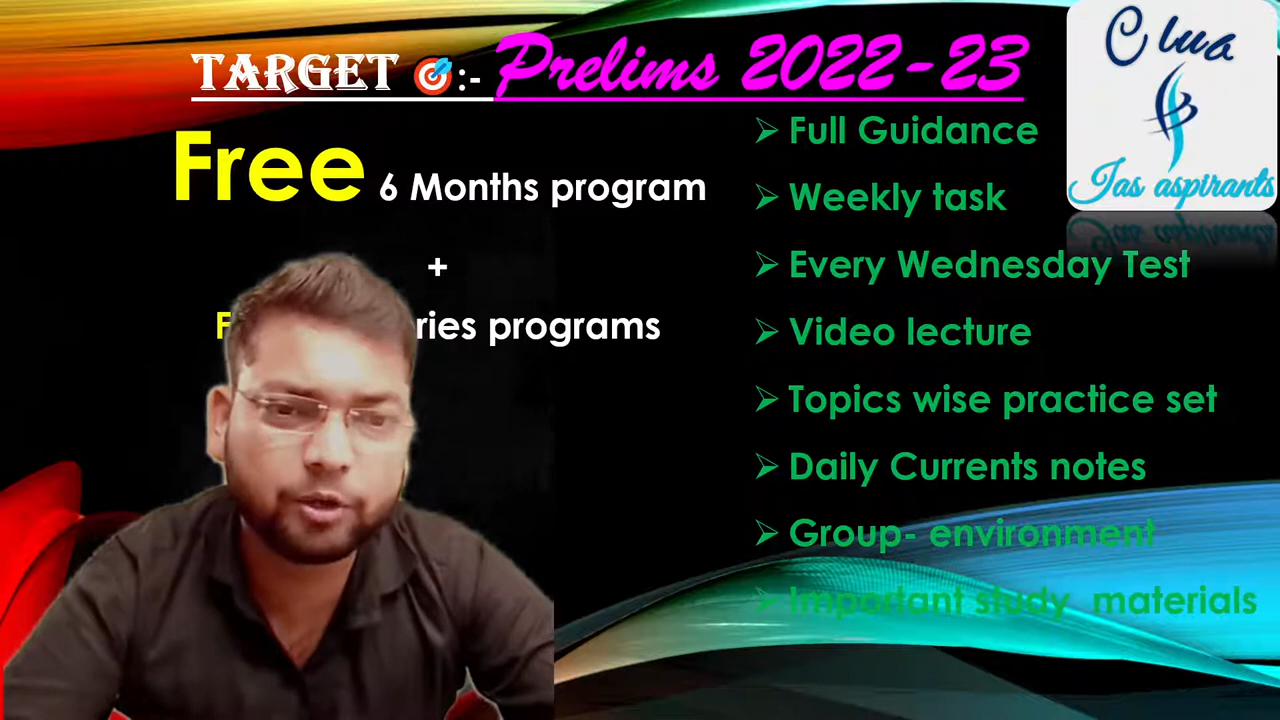 TARGET 🎯:- Prelims 2022-23
Free 6 Months program
+
programs
➢ Full Guidance
➢ Weekly task
➢ Every Wednesday Test
➢ Video lecture
➢ Topics wise practice set
➢ Daily Currents notes
➢ Group- environment
➢ Important study materials
Clua
Ias aspirants